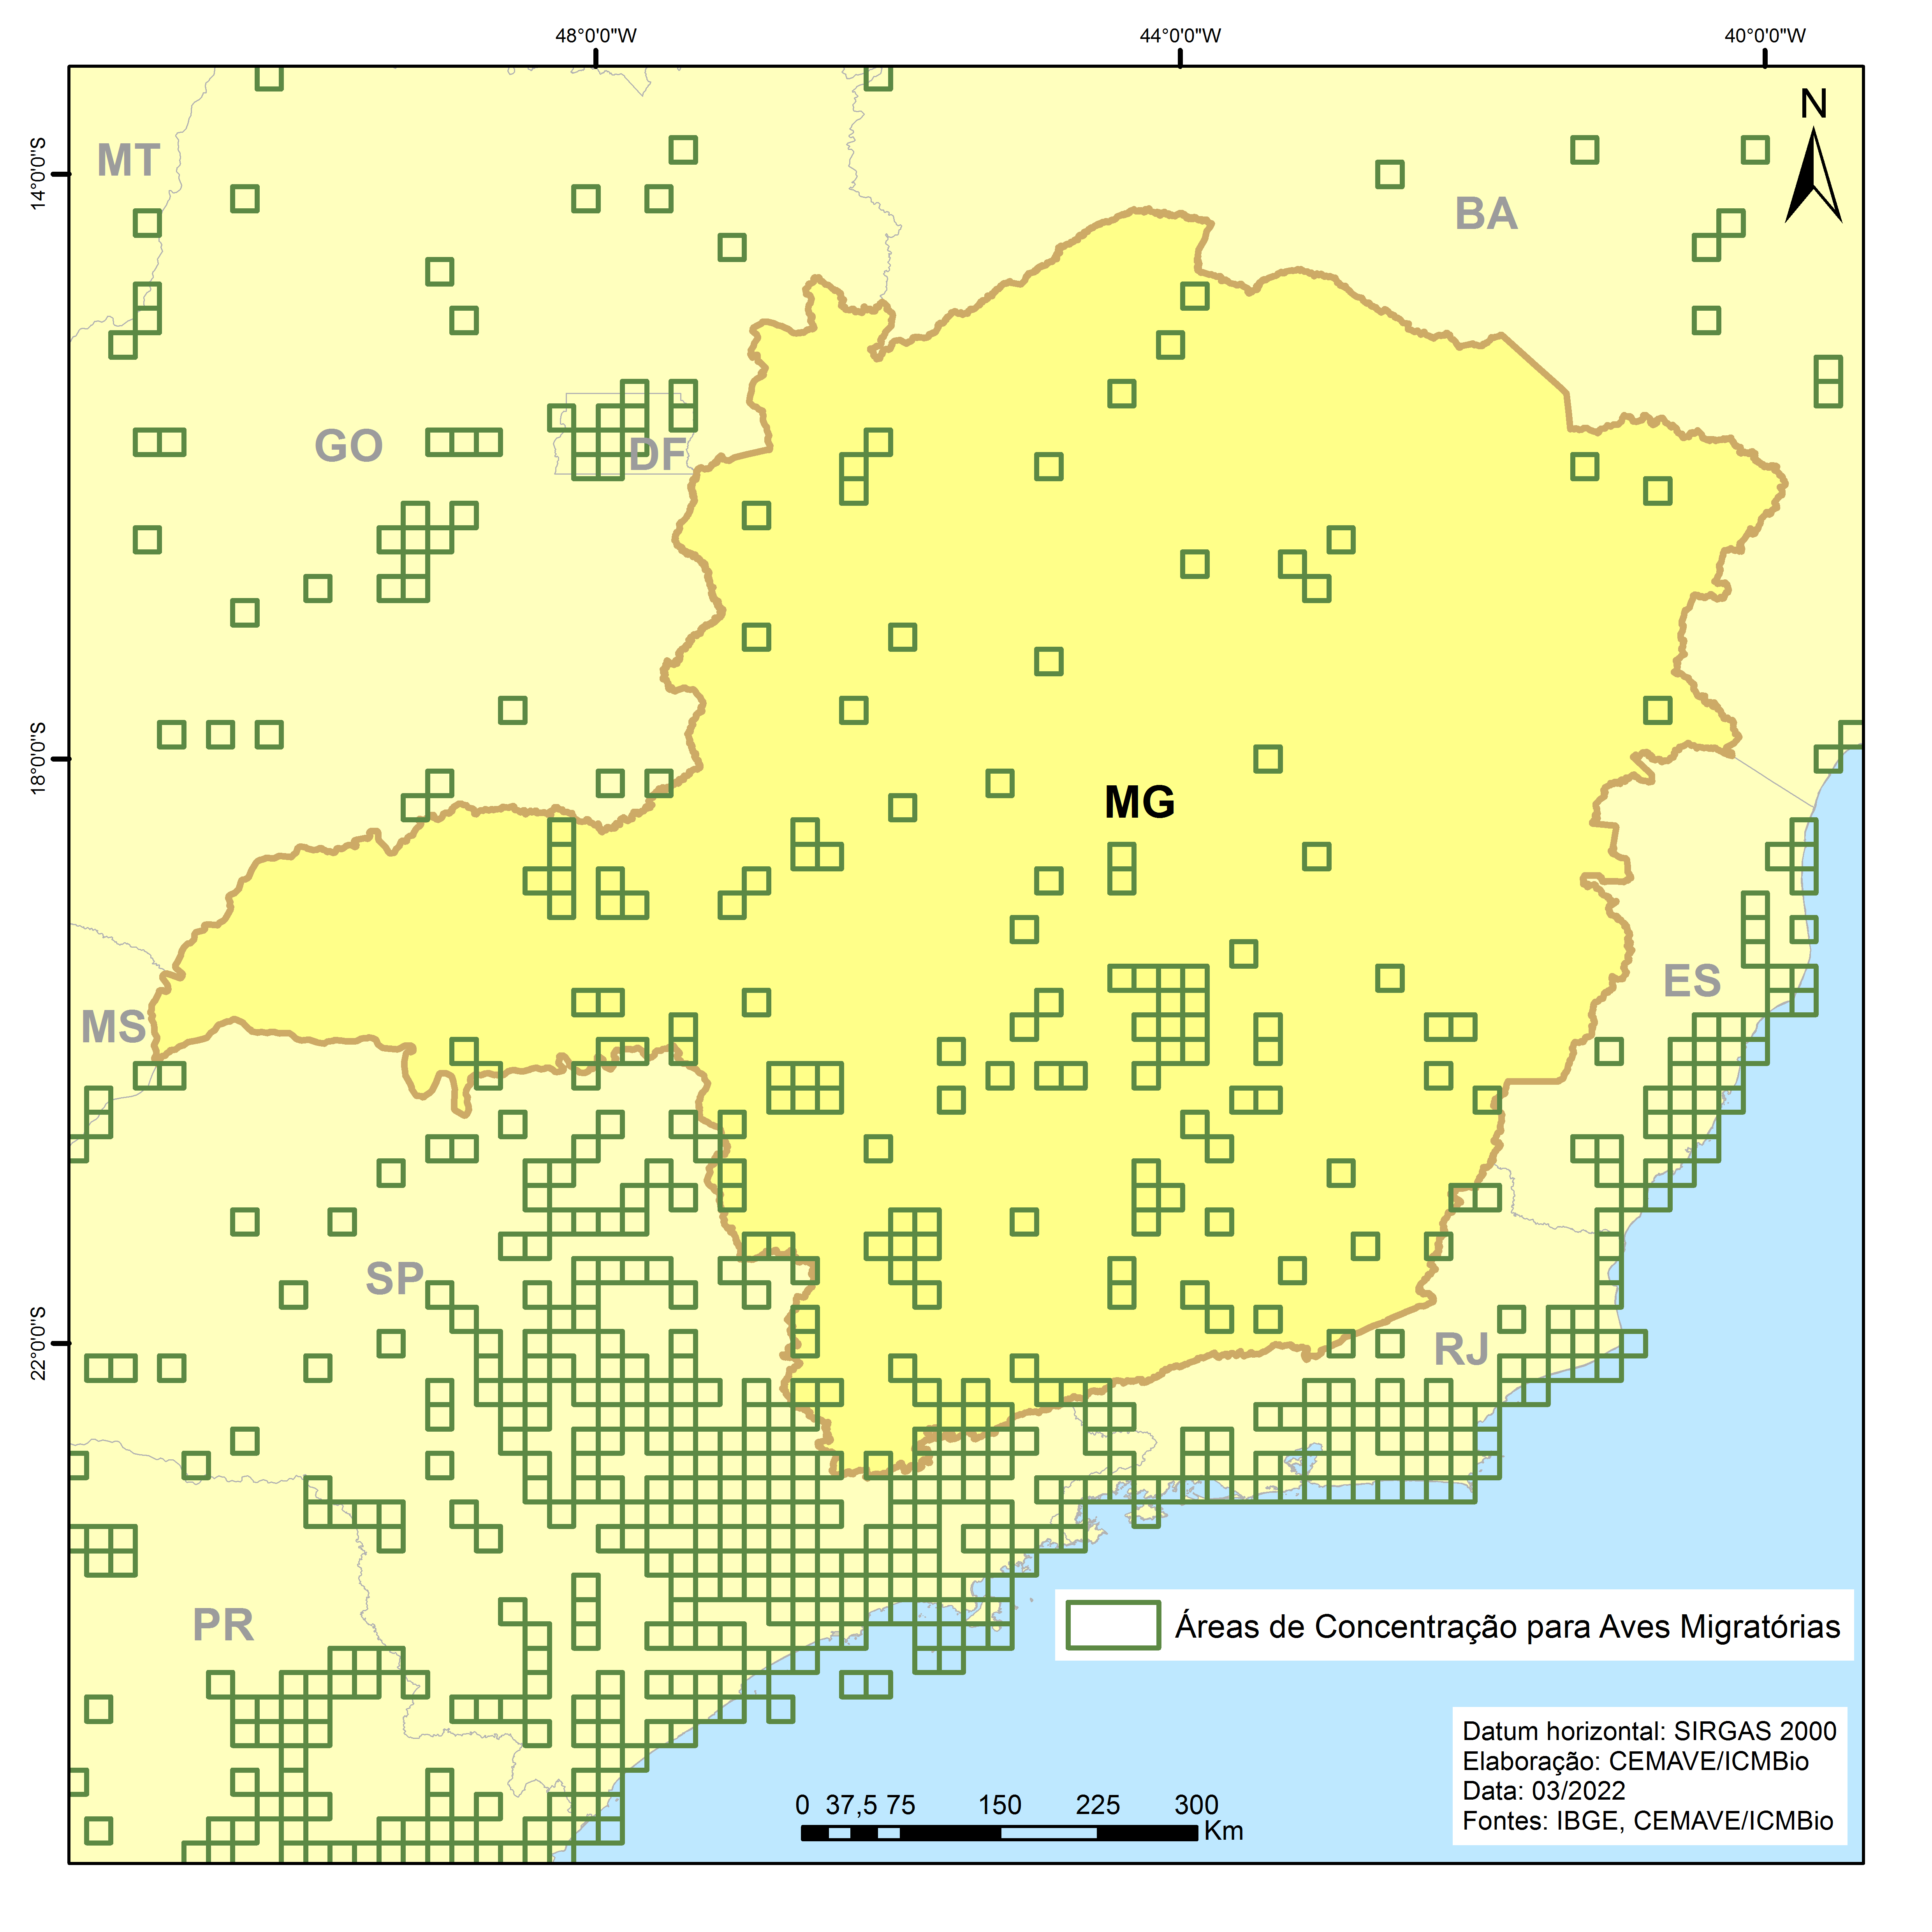 48°0'0"W
44°0'0"W
40°0'0"W
N
14°0'0"S
MT
BA
GO
DF
18°0'0"S
MG
ES
MS
SP
22°0'0"S
RJ
PR
Áreas de Concentração para Aves Migratórias
Datum horizontal: SIRGAS 2000
Elaboração: CEMAVE/ICMBio
Data: 03/2022
Fontes: IBGE, CEMAVE/ICMBio
0 37,5 75 150 225 300
Km